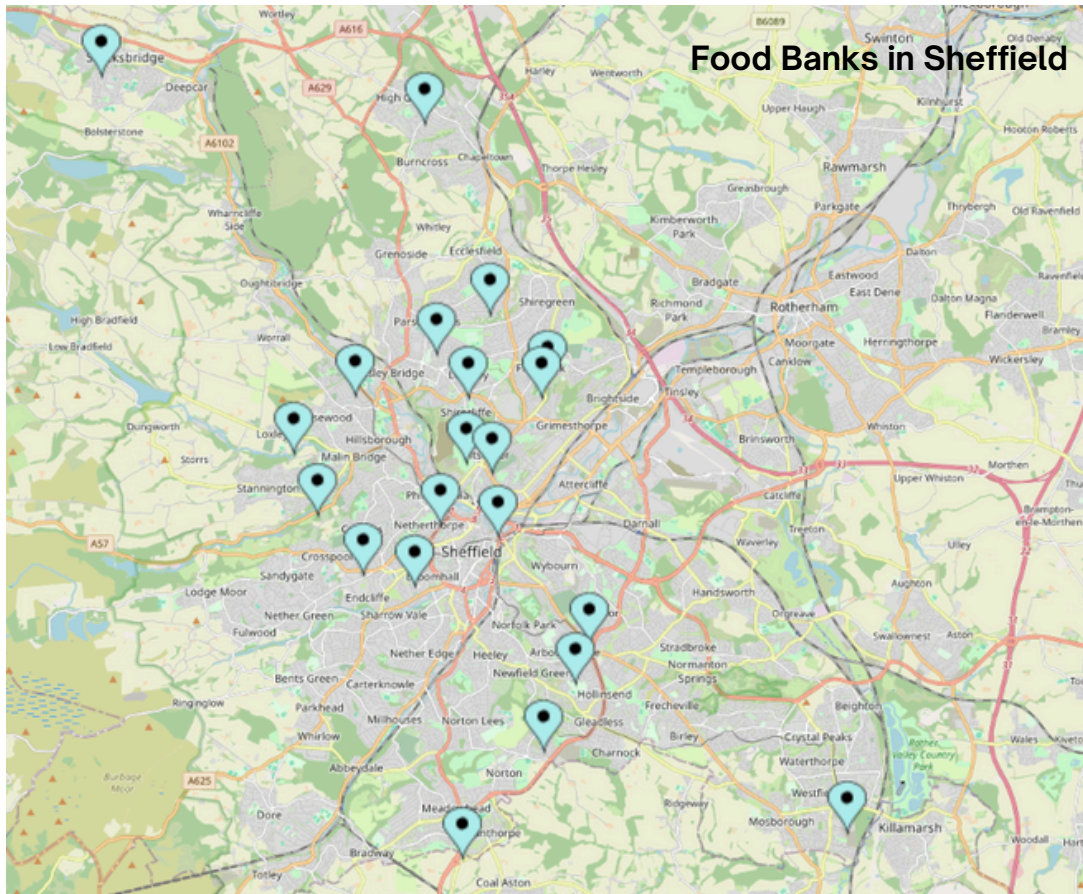 Food Banks in Sheffield
Wortley
A616
B6089
Swinton
Old Denaby
Harley
Wentworth
Deepcar
A629
Upper Haugh
Kilnhurst
Bolsterstone
Hooton Roberts
A6102
Burncross
Chapeltown
Thorpe Hesley
Rawmarsh
Greasbrough
Wharncliffe
Side
Parkgate
Thrybergh
Old Ravenfield
Whitley
Kimberworth
Park
Grenoside
Ecclesfield
Dalton
Oughtibridge
Bradgate
Eastwood
Shiregreen
Richmond
Park
East Dene
Dalton Magna
Rotherham
High Bradfield
Flanderwell
Worrall
Moorgate
Herringthorpe
Low Bradfield
Templeborough
Canklow
Wickersley
Tinsley
Brightside
Dungworth
Loxley
Hillsborough
Grimesthorpe
Whiston
Brinsworth
Storrs
Malin Bridge
Morthen
Stannington
Attercliffe
Upper Whiston
Catcliffe
Netherthorpe
Darnall
Treeton
A57
Waverley
Ulley
Crosspool
Sheffield
Wybourn
Sandygate
Lodge Moor
Endcliffe
Handsworth
Aughton
Nether Green
Sharrow Vale
Orgreave
Fulwood
Norfolk Park
Swallownest
Aston
Nether Edge
Heeley
Stradbroke
Bents Green
Newfield Green
Normanton
Springs
Carterknowle
Ringinglow
Hollinsend
Parkhead
Frecheville
Beighton
Millhouses
Norton Lees
Gleadless
Whirlow
Birley
Crystal Peaks
Charnock
Wales
Abbeydale
Waterthorpe
Rother
Valley Country
Park
Burbage
Moor
A625
Norton
Ridgeway
Mosborough
Killamarsh
Dore
Woodall
Bradway
Totley
Coal Aston